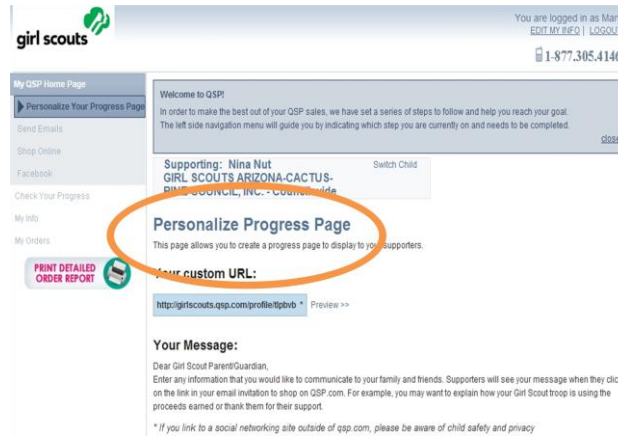 girl scouts
You are logged in as Mar
EDIT MY INFO | LOGOUT
1-877.305.4146
My QSP Home Page
Personalize Your Progress Page
Send Emails
Shop Online
Facebook
Check Your Progress
My Info
My Orders
PRINT DETAILED
ORDER REPORT
Welcome to QSP!
In order to make the best out of your QSP sales, we have set a series of steps to follow and help you reach your goal.
The left side navigation menu will guide you by indicating which step you are currently on and needs to be completed.
close
Supporting: Nina Nut
Switch Child
GIRL SCOUTS ARIZONA-CACTUS-
PINE COUNCIL, INC. - Councilwide
Personalize Progress Page
This page allows you to create a progress page to display to your supporters.
Your custom URL:
http://girlscouts.qsp.com/profile/tlpbvb * Preview >>
Your Message:
Dear Girl Scout Parent/Guardian,
Enter any information that you would like to communicate to your family and friends. Supporters will see your message when they clic
on the link in your email invitation to shop on QSP.com. For example, you may want to explain how your Girl Scout troop is using the
proceeds earned or thank them for their support.
* If you link to a social networking site outside of qsp.com, please be aware of child safety and privacy